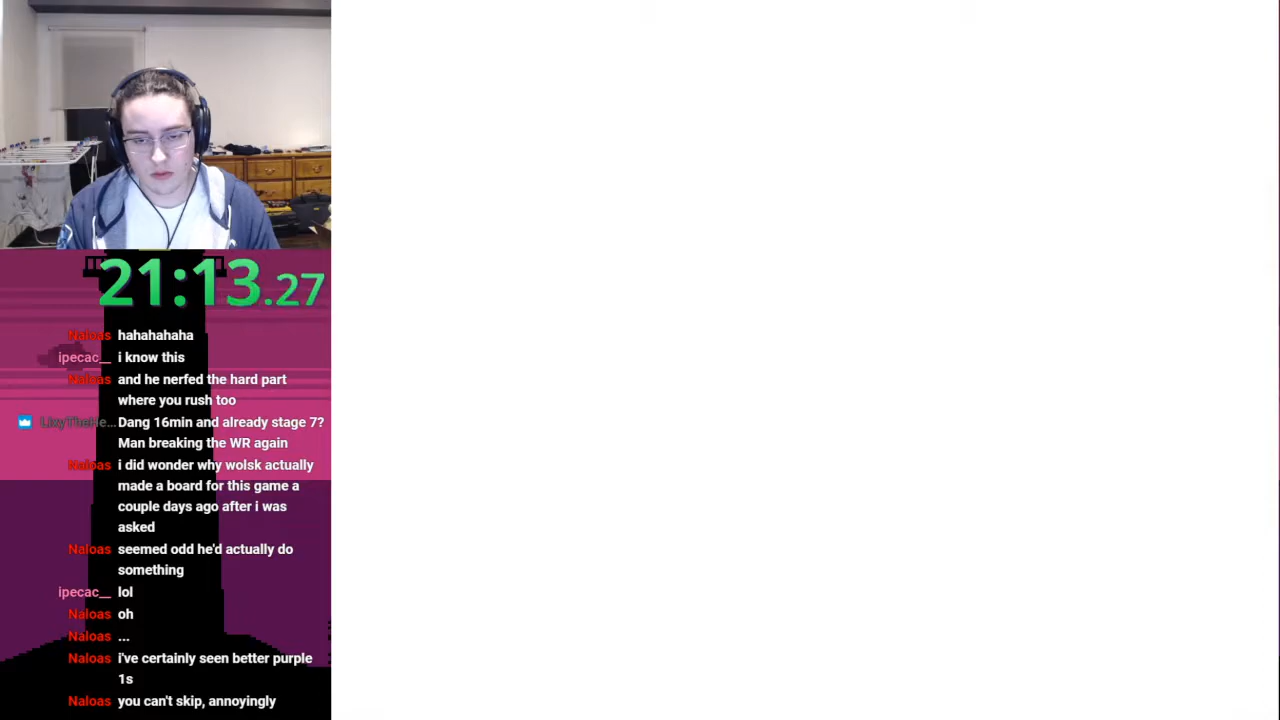 21:13.27
Naloas hahahahaha
ipecac__ i know this
Naloas and he nerfed the hard part
where you rush too
LixyTheHe... Dang 16min and already stage 7?
Man breaking the WR again
Naloas i did wonder why wolsk actually
made a board for this game a
couple days ago after i was
asked
Naloas seemed odd he'd actually do
something
ipecac__ lol
Naloas oh
Naloas ...
Naloas i've certainly seen better purple
1s
Naloas you can't skip, annoyingly